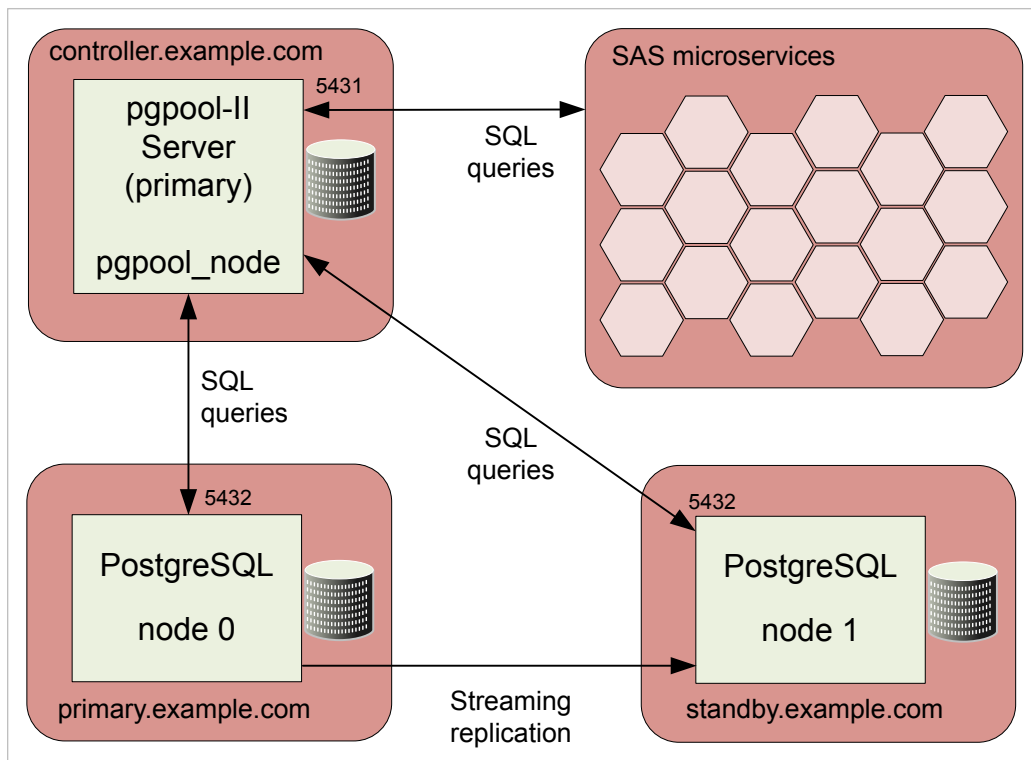 controller.example.com
5431
pgpool-II
Server
(primary)
pgpool_node
SQL
queries
SAS microservices
SQL
queries
SQL
queries
5432
PostgreSQL
node 0
primary.example.com
Streaming
replication
5432
PostgreSQL
node 1
standby.example.com